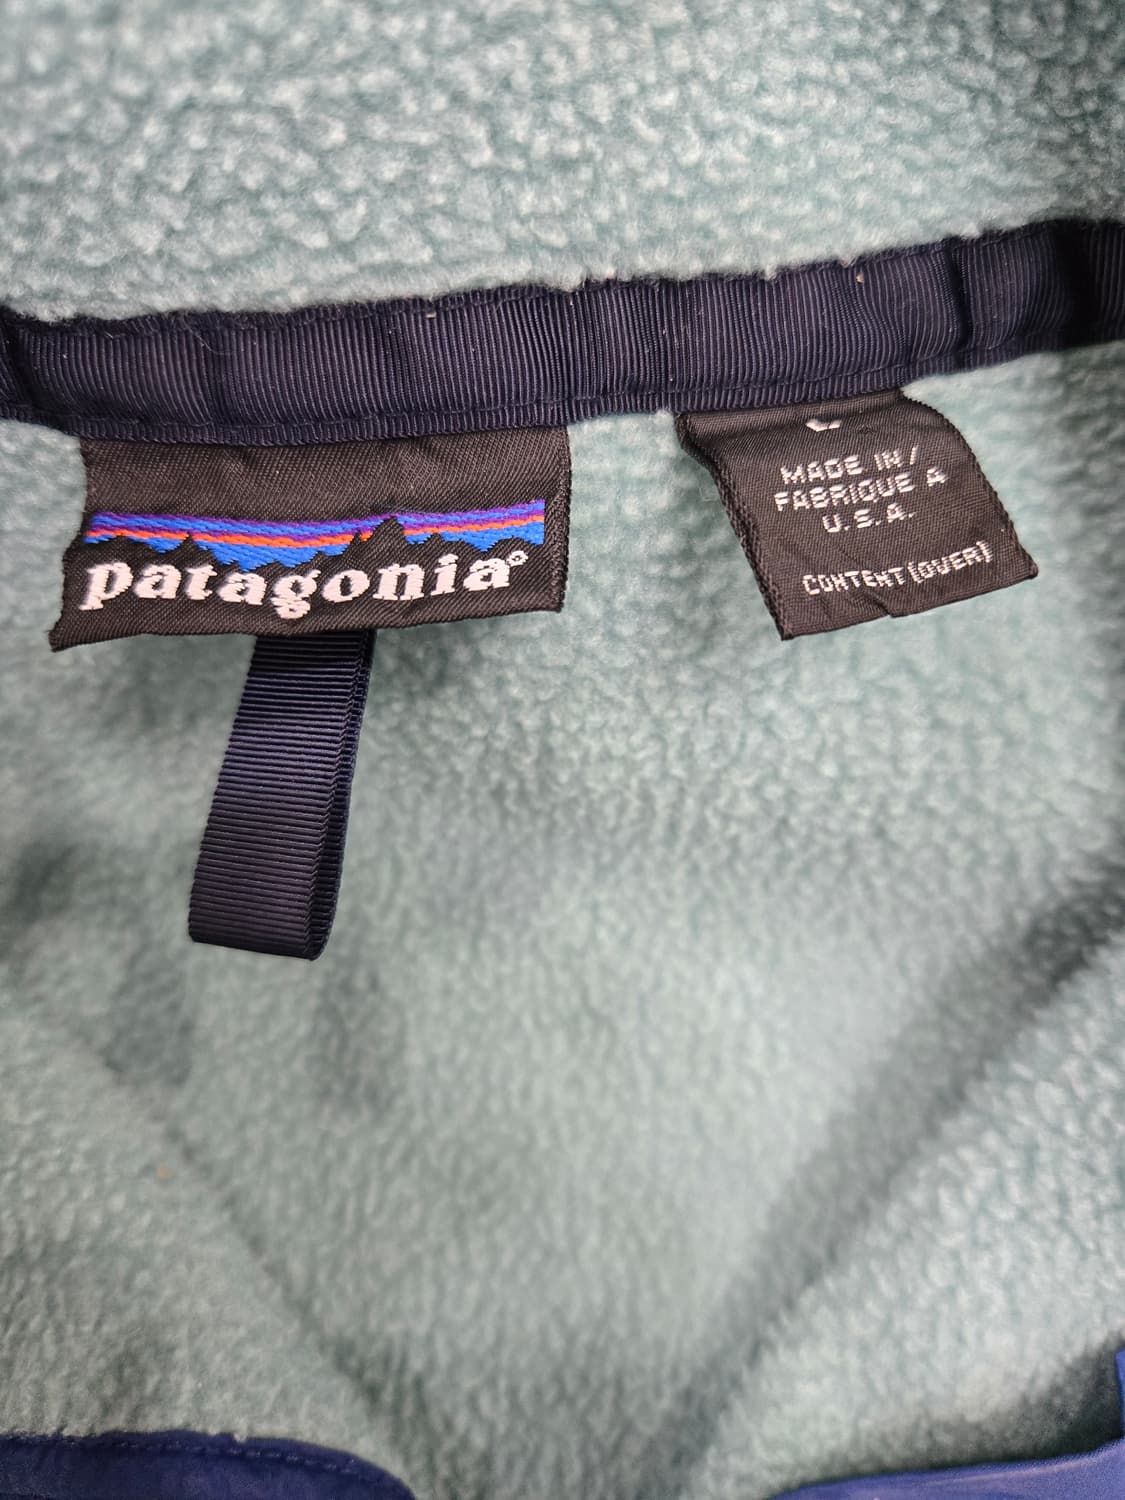 patagonia®
L
MADE IN/
FABRIQUE A
U.S.A.
CONTENT (OVER)